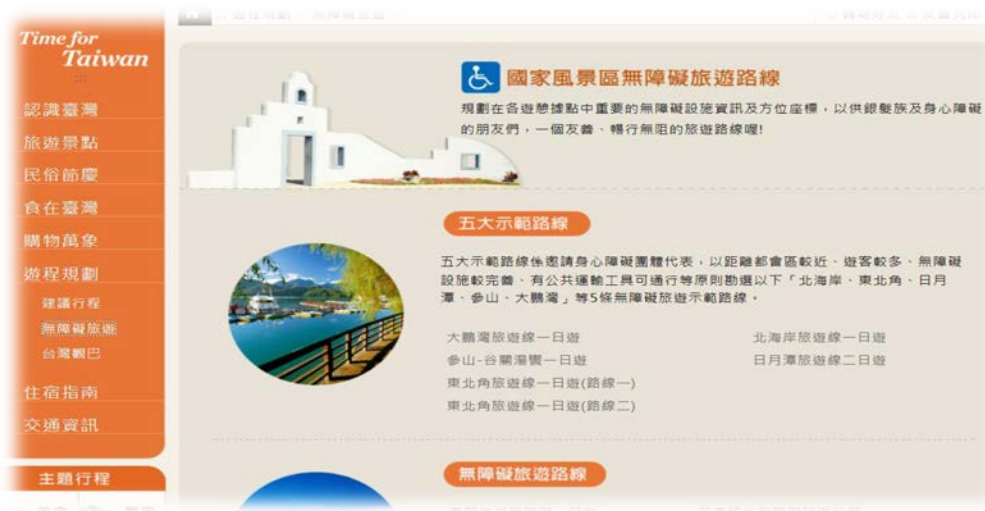 Time for
Taiwan
認識臺灣
旅遊景點
民俗節慶
食在臺灣
購物萬象
遊程規劃
建議行程
無障礙旅遊
台灣觀巴
住宿指南
交通資訊
主題行程
國家風景區無障礙旅遊路線
規劃在各遊憩據點中重要的無障礙設施資訊及方位座標，以供銀髮族及身心障礙
的朋友們，一個友善、暢行無阻的旅遊路線喔!
五大示範路線
五大示範路線係邀請身心障礙團體代表，以距離都會區較近、遊客較多、無障礙
設施較完善、有公共運輸工具可通行等原則勘選以下「北海岸、東北角、日月
潭、參山、大鵬灣」等5條無障礙旅遊示範路線。
大鵬灣旅遊線一日遊
北海岸旅遊線一日遊
參山-谷關湯饗一日遊
日月潭旅遊線二日遊
東北角旅遊線一日遊(路線一)
東北角旅遊線一日遊(路線二)
無障礙旅遊路線